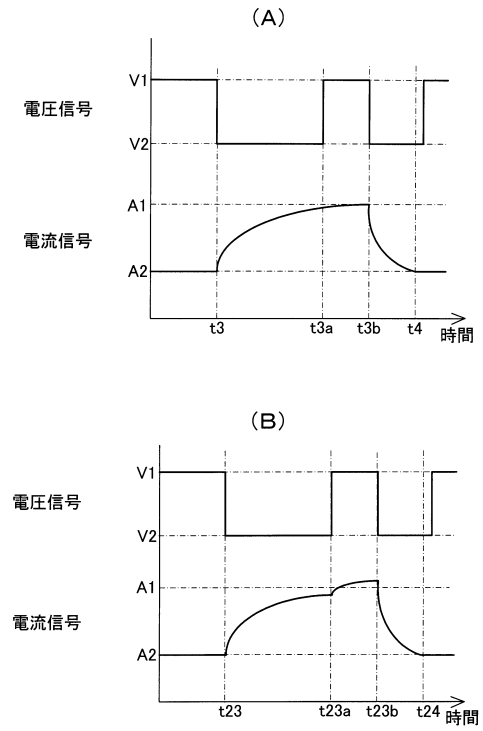 (A)
V1
電圧信号
V2
A1
電流信号
A2
t3
t3a
t3b
t4
時間
(B)
V1
電圧信号
V2
A1
電流信号
A2
t23
t23a
t23b
t24
時間